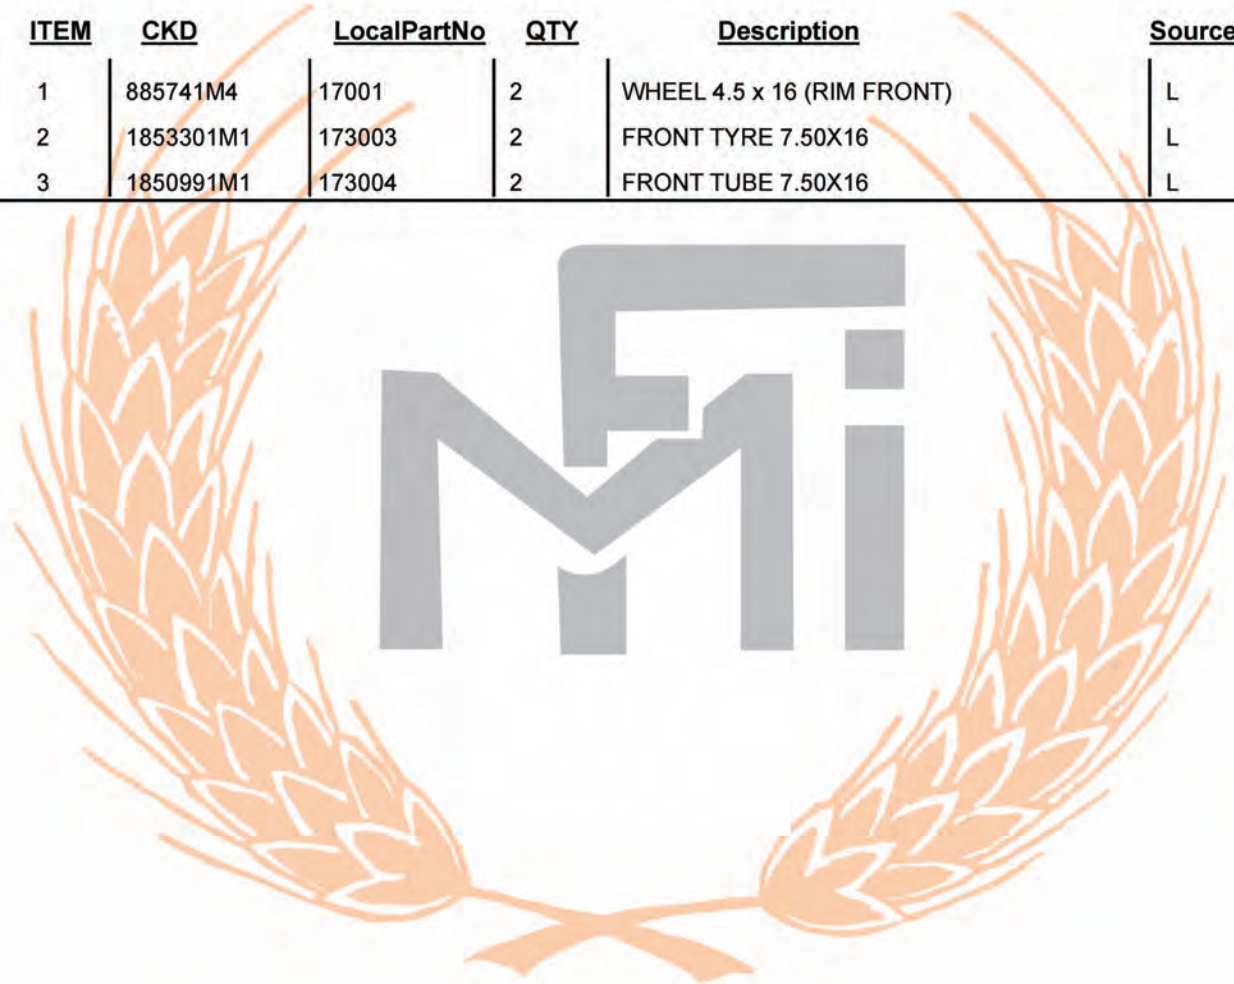 ITEM CKD LocalPartNo QTY Description Source
1 885741M4 17001 2 WHEEL 4.5 x 16 (RIM FRONT) L
2 1853301M1 173003 2 FRONT TYRE 7.50X16 L
3 1850991M1 173004 2 FRONT TUBE 7.50X16 L
MFi